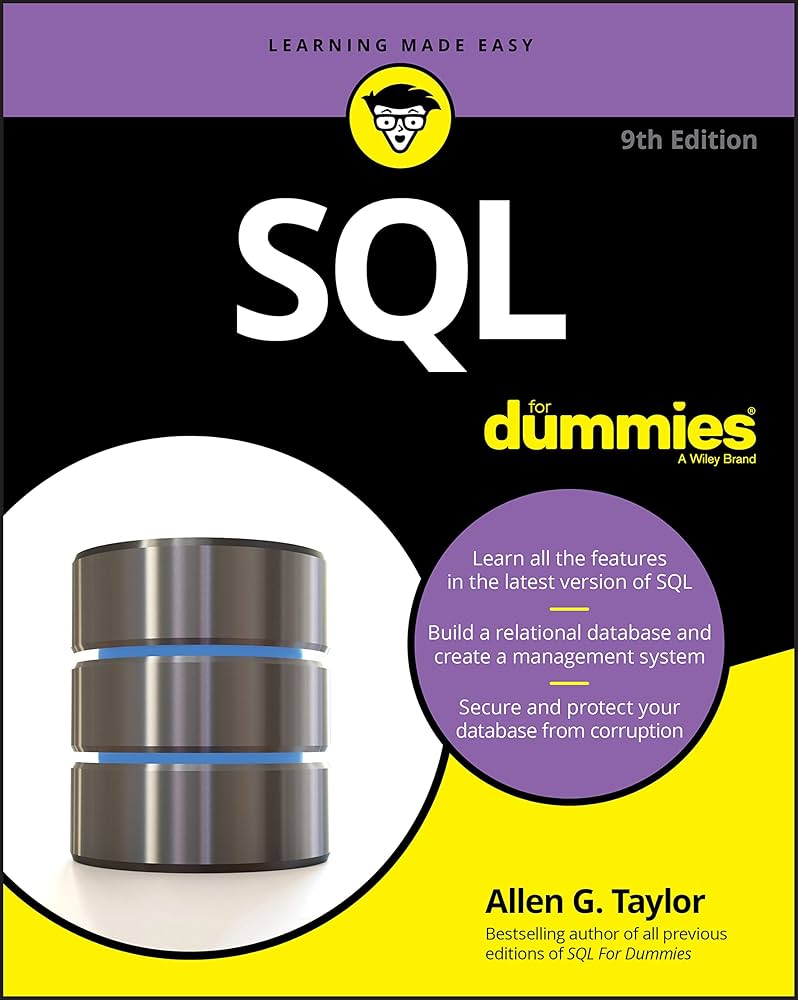 LEARNING MADE EASY
9th Edition
SQL
for
dummies®
A Wiley Brand
Learn all the features
in the latest version of SQL
Build a relational database and
create a management system
Secure and protect your
database from corruption
Allen G. Taylor
Bestselling author of all previous
editions of SQL For Dummies